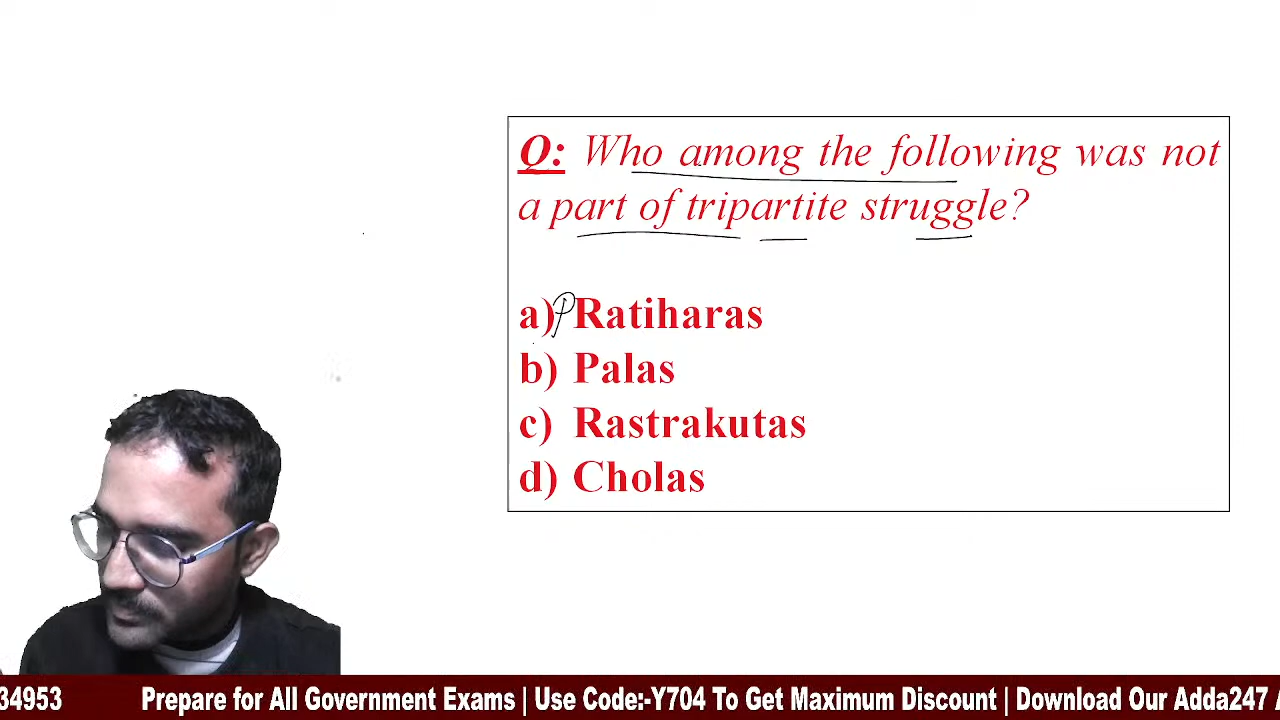 Q: Who among the following was not
a part of tripartite struggle?
a) PRatiharas
b) Palas
c) Rastrakutas
d) Cholas
34953 Prepare for All Government Exams | Use Code:-Y704 To Get Maximum Discount | Download Our Adda247 A